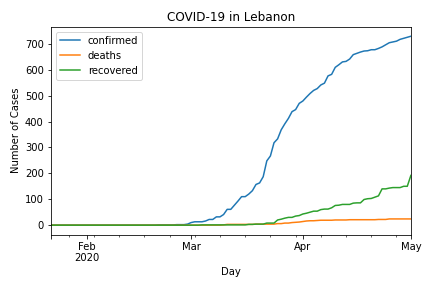 COVID-19 in Lebanon
confirmed
deaths
recovered
Number of Cases
700
600
500
400
300
200
100
0
Feb
2020
Mar
Apr
May
Day